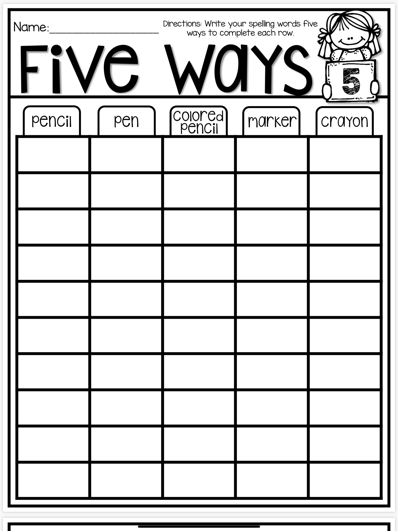 Name:
Directions: Write your spelling words five
ways to complete each row.
Five Ways
5
pencil
pen
colored
pencil
marker
crayon